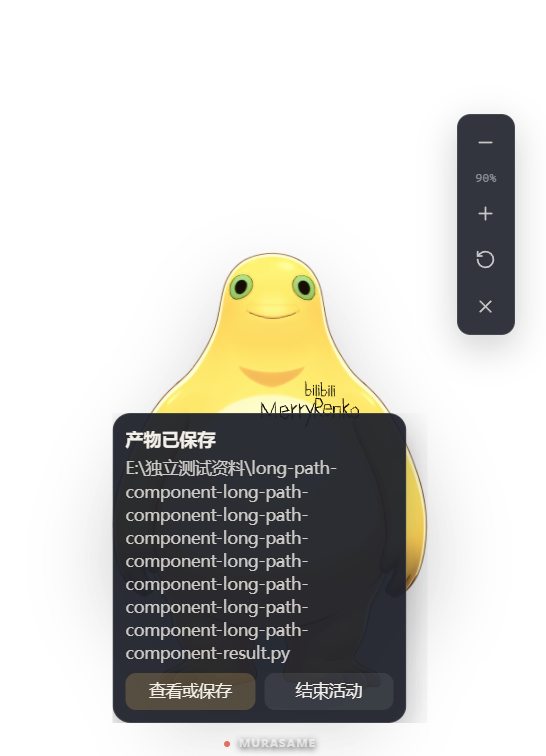 90%
bilibili
MerryRenko
产物已保存
E:\独立测试资料\long-path-
component-long-path-
component-long-path-
component-long-path-
component-long-path-
component-long-path-
component-long-path-
component-long-path-
component-result.py
查看或保存
结束活动
MURASAME